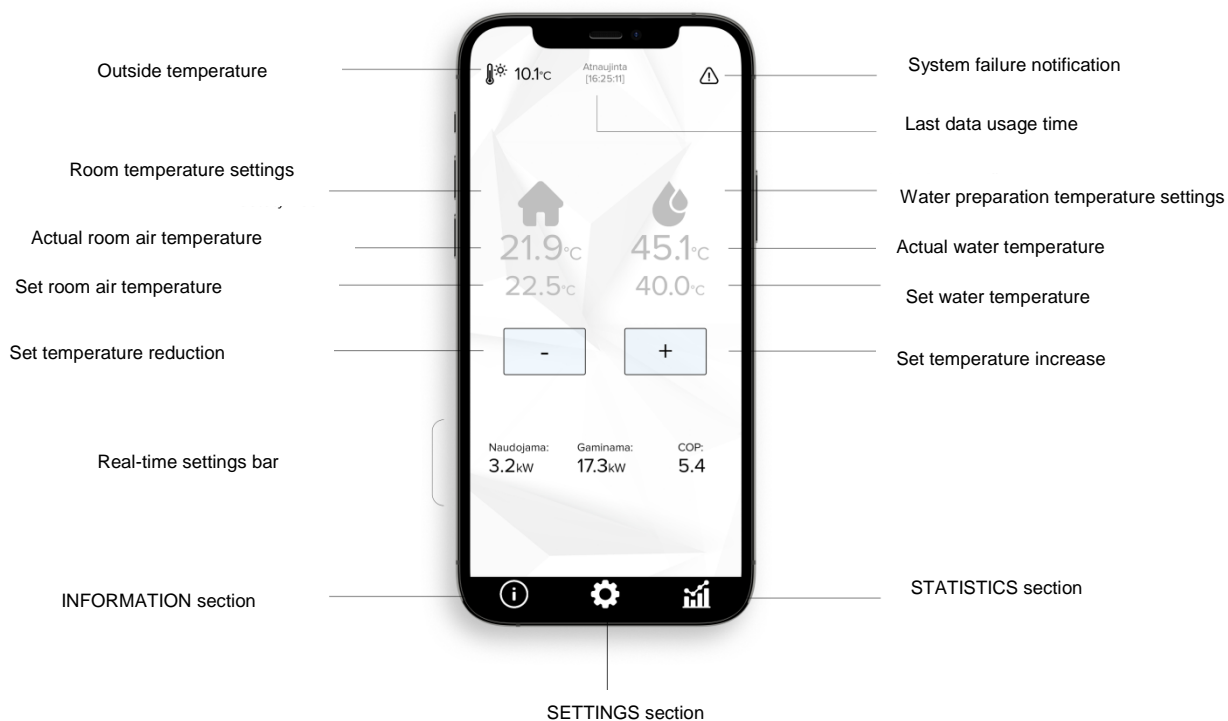 Outside temperature
10.1°C
Atnaujinta
[16:25:11]
System failure notification
Last data usage time
Room temperature settings
Water preparation temperature settings
Actual room air temperature
21.9°C
45.1°C
Actual water temperature
Set room air temperature
22.5°C
40.0°C
Set water temperature
Set temperature reduction
-
+
Set temperature increase
Real-time settings bar
Naudojama:
3.2kW
Gaminama:
17.3kW
COP:
5.4
INFORMATION section
STATISTICS section
SETTINGS section